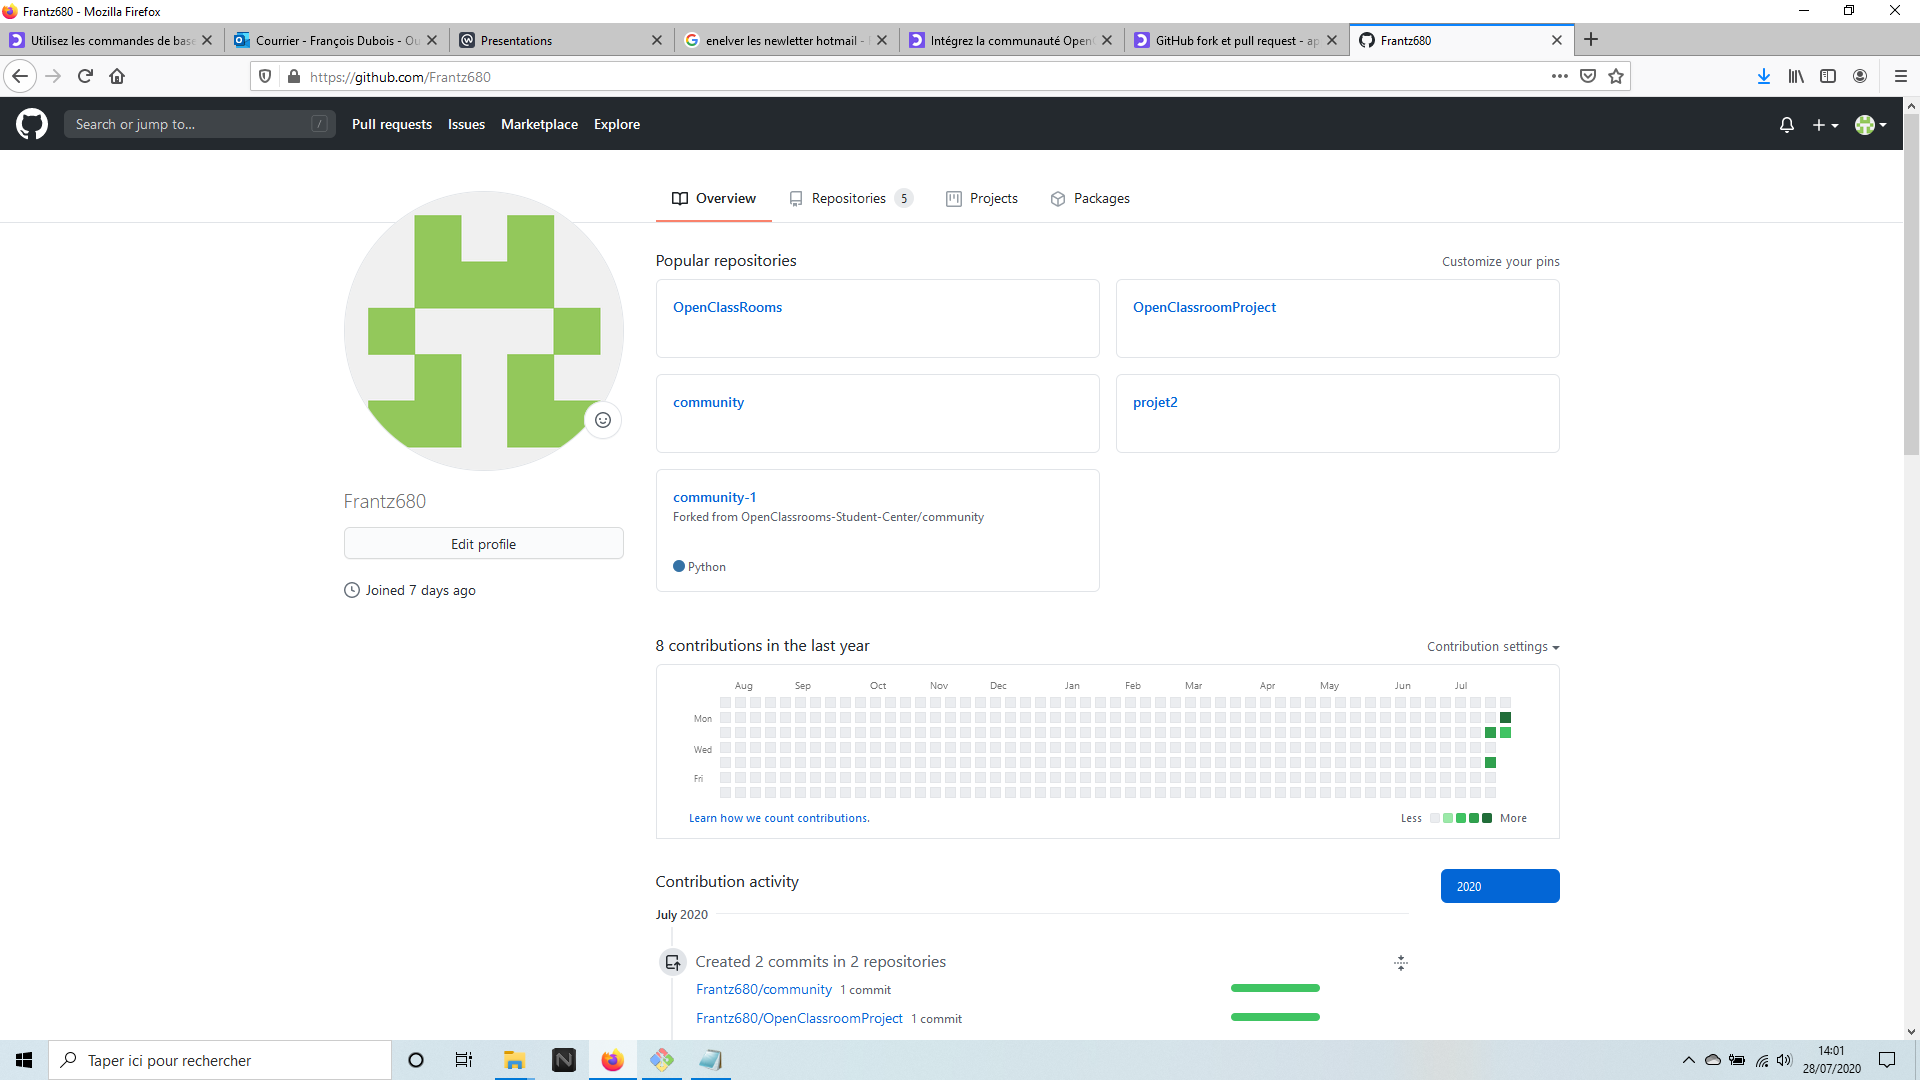 Frantz680 - Mozilla Firefox
Utilisez les commandes de base
Courrier - François Dubois - Ou
Presentations
enelver les newletter hotmail -
Intégrez la communauté OpenC
GitHub fork et pull request - ap
Frantz680
https://github.com/Frantz680
Search or jump to...
/
Pull requests
Issues
Marketplace
Explore
Overview
Repositories 5
Projects
Packages
Popular repositories
Customize your pins
OpenClassRooms
OpenClassroomProject
community
projet2
community-1
Forked from OpenClassrooms-Student-Center/community
Python
Frantz680
Edit profile
Joined 7 days ago
8 contributions in the last year
Contribution settings
Aug Sep Oct Nov Dec Jan Feb Mar Apr May Jun Jul
Mon
Wed
Fri
Learn how we count contributions.
Less
More
Contribution activity
2020
July 2020
Created 2 commits in 2 repositories
Frantz680/community 1 commit
Frantz680/OpenClassroomProject 1 commit
Taper ici pour rechercher
14:01
28/07/2020